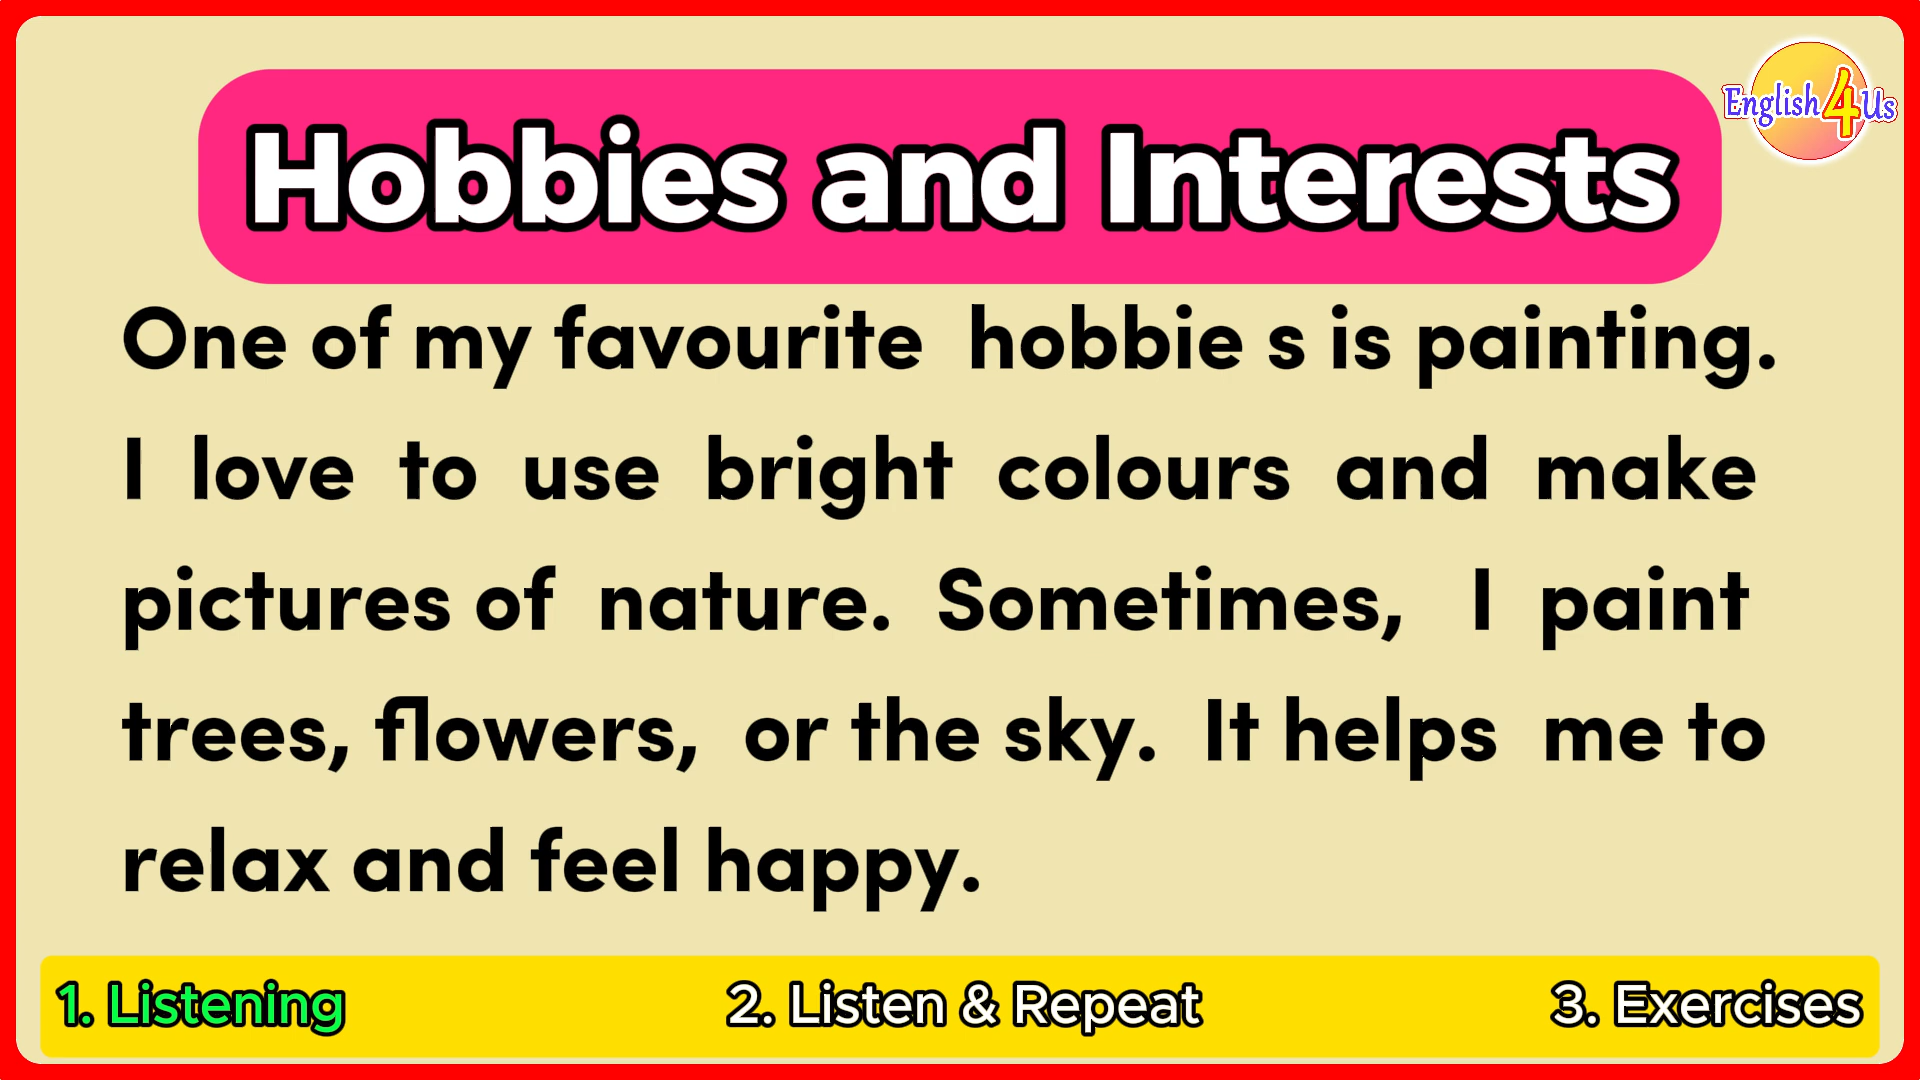 Hobbies and Interests
English4Us
One of my favourite hobbie s is painting.
I love to use bright colours and make
pictures of nature. Sometimes, I paint
trees, flowers, or the sky. It helps me to
relax and feel happy.
1. Listening 2. Listen & Repeat 3. Exercises